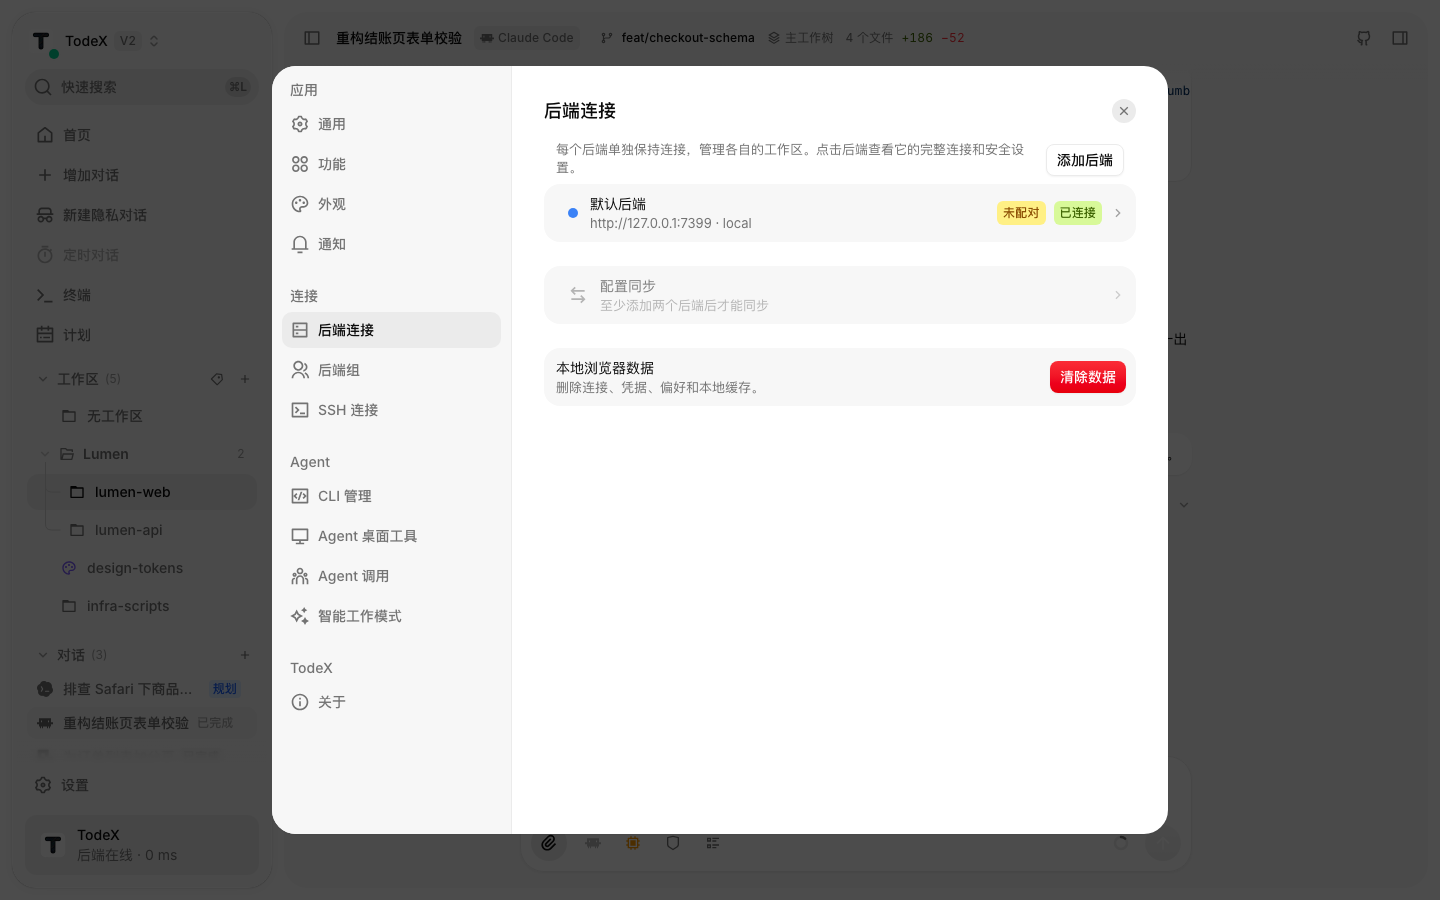 TodeX V2
快速搜索 ⌘L
首页
增加对话
新建隐私对话
定时对话
终端
计划
工作区 (5)
无工作区
Lumen 2
lumen-web
lumen-api
design-tokens
infra-scripts
对话 (3)
排查 Safari 下商品... 规划
重构结账页表单校验 已完成
设置
TodeX
后端在线 · 0 ms
重构结账页表单校验 Claude Code feat/checkout-schema 主工作树 4 个文件 +186 −52
umb
出
应用
通用
功能
外观
通知
连接
后端连接
后端组
SSH 连接
Agent
CLI 管理
Agent 桌面工具
Agent 调用
智能工作模式
TodeX
关于
后端连接
每个后端单独保持连接，管理各自的工作区。点击后端查看它的完整连接和安全设
置。
添加后端
默认后端
http://127.0.0.1:7399 · local
未配对 已连接
配置同步
至少添加两个后端后才能同步
本地浏览器数据
删除连接、凭据、偏好和本地缓存。
清除数据